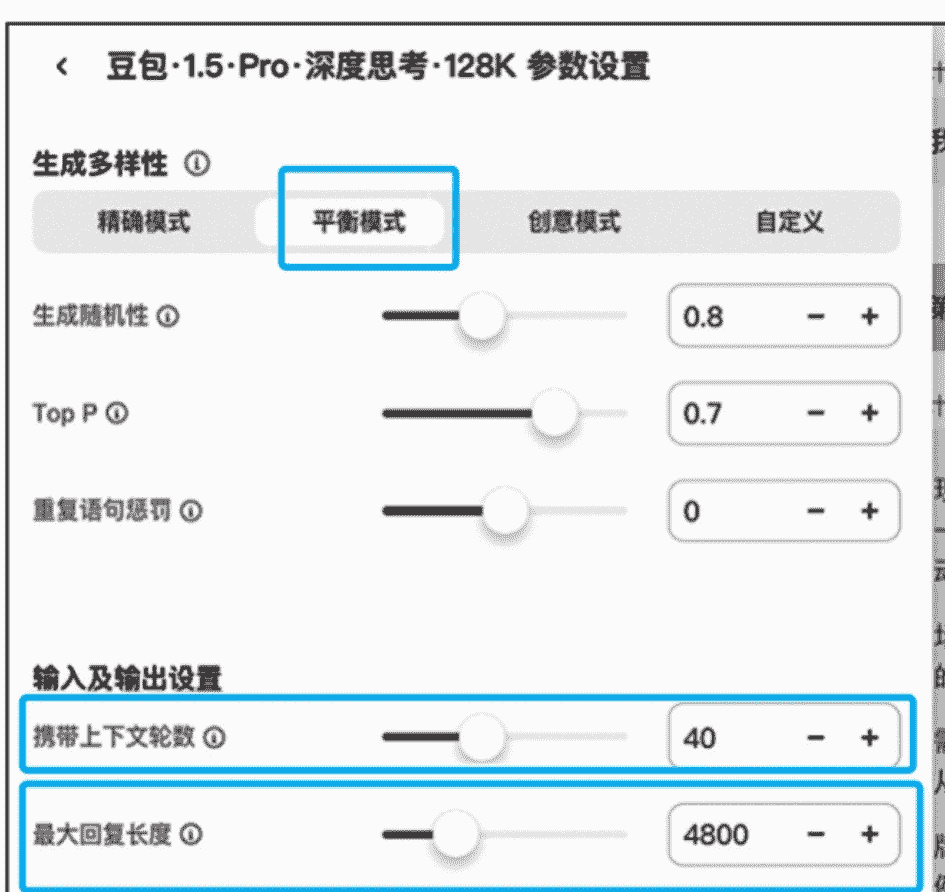 ‹ 豆包·1.5·Pro·深度思考·128K 参数设置
生成多样性
精确模式 平衡模式 创意模式 自定义
生成随机性 0.8 − +
Top P 0.7 − +
重复语句惩罚 0 − +
输入及输出设置
携带上下文轮数 40 − +
最大回复长度 4800 − +